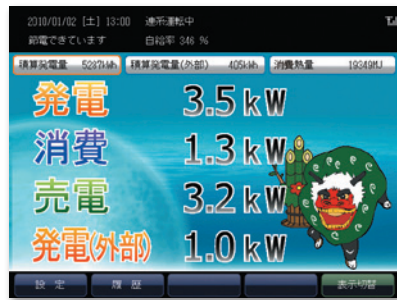 2010/01/02 [土] 13:00 連系運転中
節電できています 自給率 346 %
積算発電量 5287kWh 積算発電量(外部) 405kWh 消費熱量 19349MJ
発電 3.5 kW
消費 1.3 kW
売電 3.2 kW
発電(外部) 1.0 kW
設 定 履 歴 表示切替